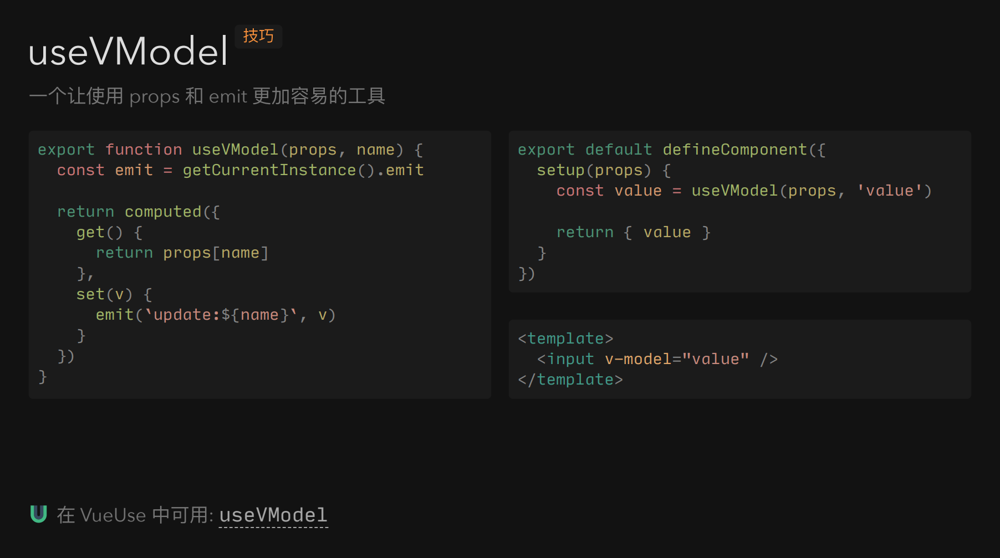 useVModel 技巧
一个让使用 props 和 emit 更加容易的工具
export function useVModel(props, name) {
  const emit = getCurrentInstance().emit

  return computed({
    get() {
      return props[name]
    },
    set(v) {
      emit(`update:${name}`, v)
    }
  })
}
export default defineComponent({
  setup(props) {
    const value = useVModel(props, 'value')

    return { value }
  }
})
<template>
  <input v-model="value" />
</template>
在 VueUse 中可用: useVModel